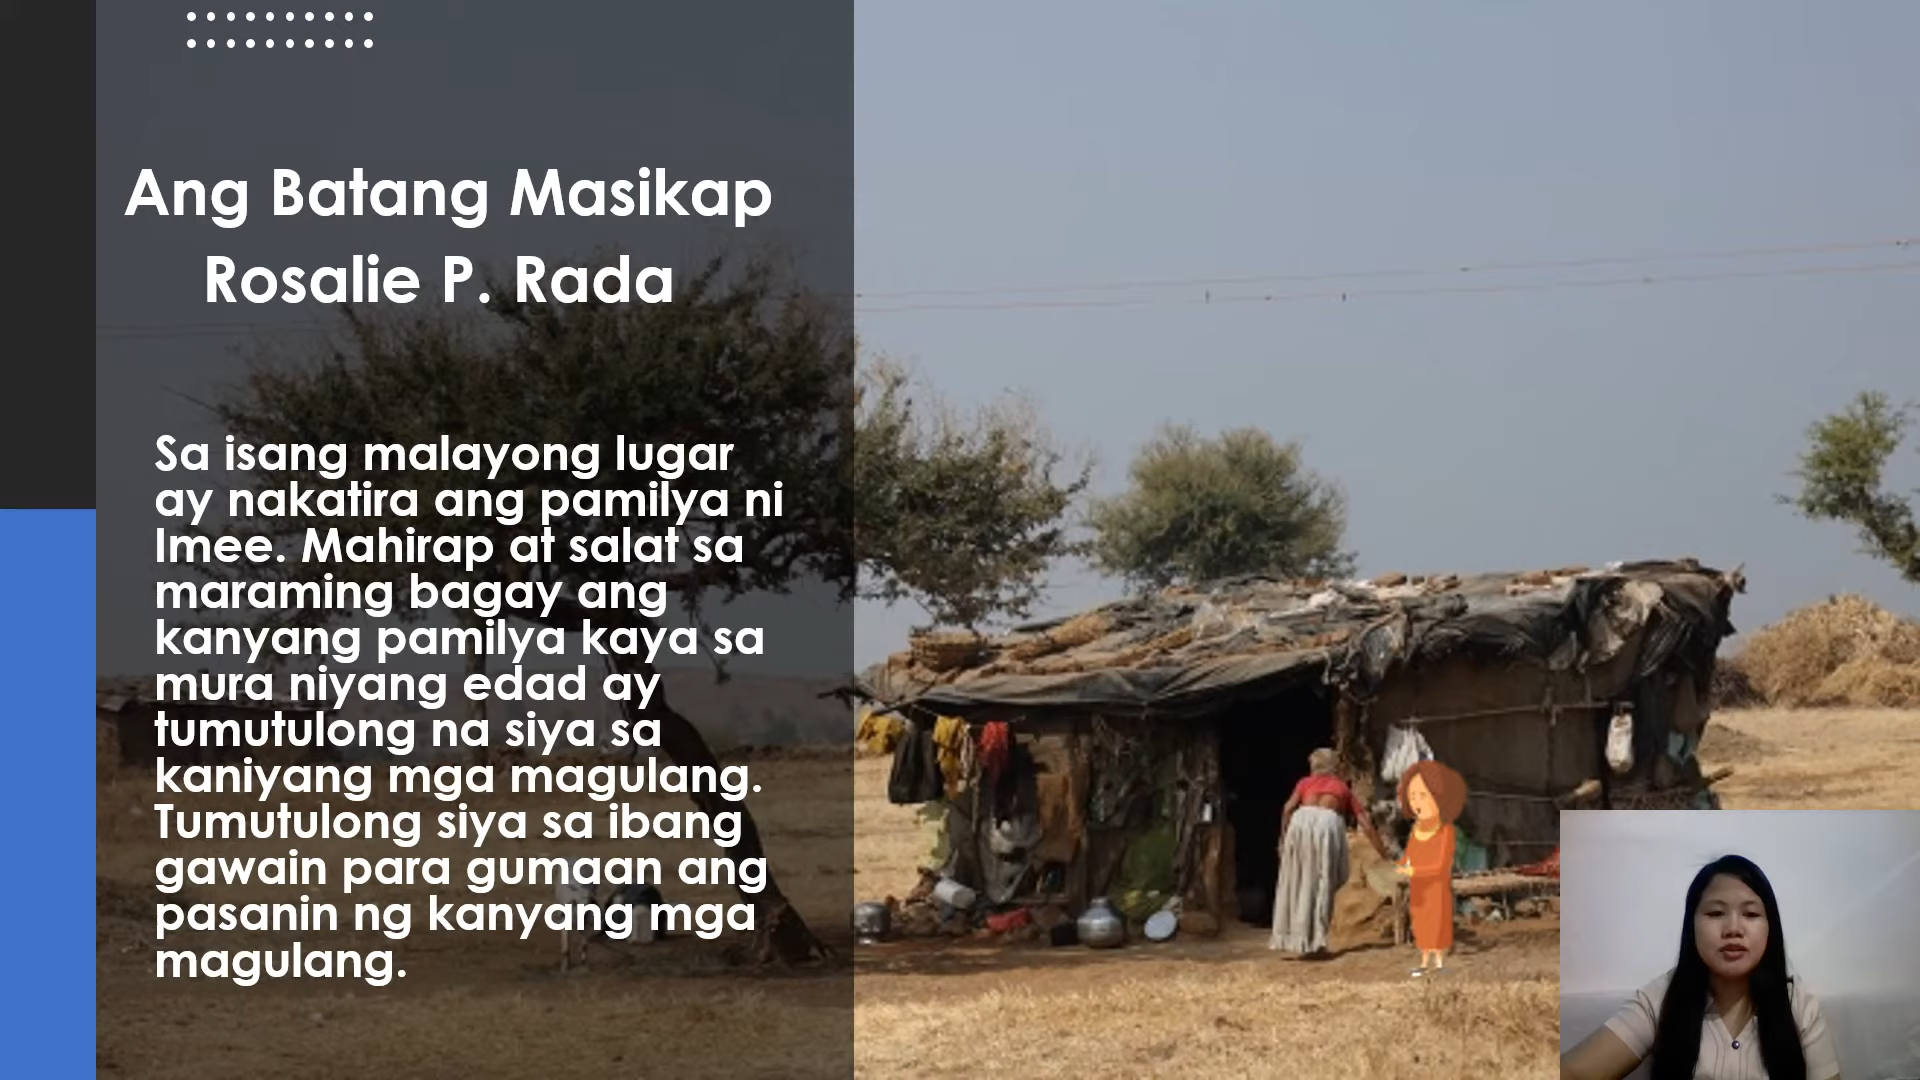 Ang Batang Masikap
Rosalie P. Rada
Sa isang malayong lugar
ay nakatira ang pamilya ni
Imee. Mahirap at salat sa
maraming bagay ang
kanyang pamilya kaya sa
mura niyang edad ay
tumutulong na siya sa
kaniyang mga magulang.
Tumutulong siya sa ibang
gawain para gumaan ang
pasanin ng kanyang mga
magulang.